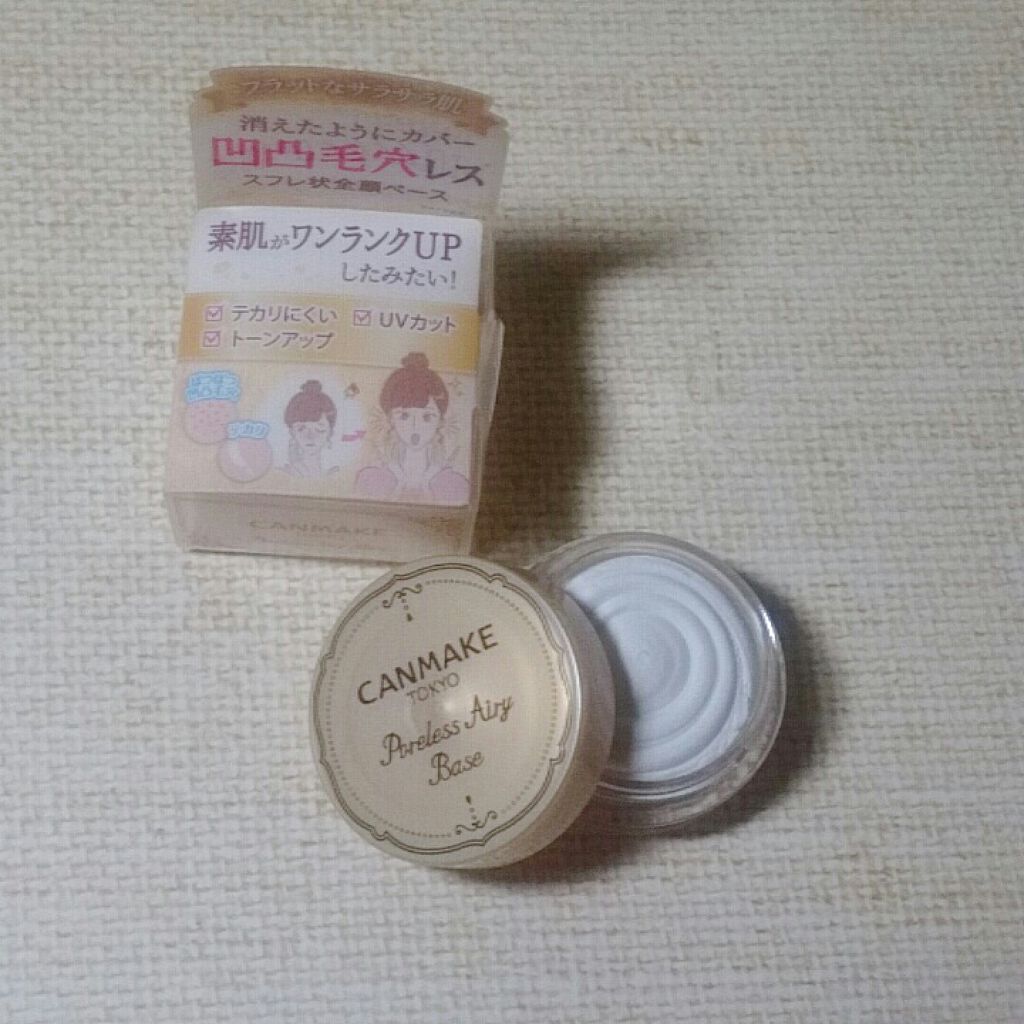 フラットなサラサラ肌
消えたようにカバー
凹凸毛穴レス
スフレ状全顔ベース
素肌がワンランクUP
したみたい!
テカリにくい UVカット
トーンアップ
CANMAKE
CANMAKE
TOKYO
Poreless Airy
Base